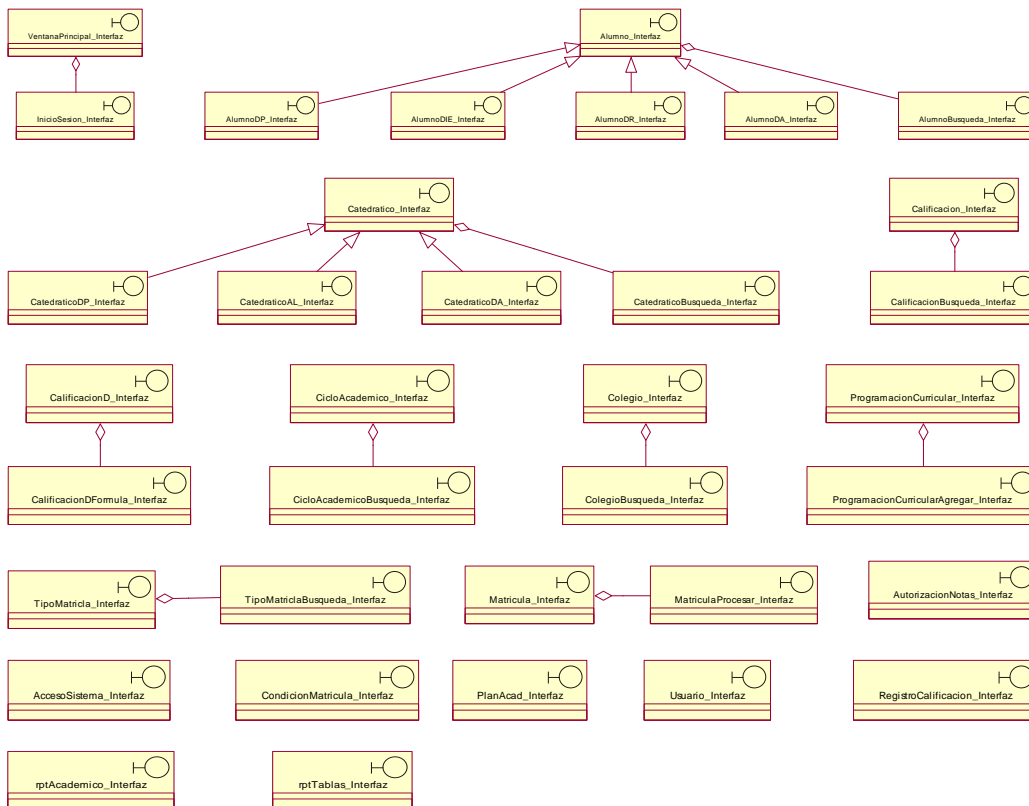 VentanaPrincipal_Interfaz
Alumno_Interfaz
InicioSesion_Interfaz
AlumnoDP_Interfaz
AlumnoDIE_Interfaz
AlumnoDR_Interfaz
AlumnoDA_Interfaz
AlumnoBusqueda_Interfaz
Catedratico_Interfaz
Calificacion_Interfaz
CatedraticoDP_Interfaz
CatedraticoAL_Interfaz
CatedraticoDA_Interfaz
CatedraticoBusqueda_Interfaz
CalificacionBusqueda_Interfaz
CalificacionD_Interfaz
CicloAcademico_Interfaz
Colegio_Interfaz
ProgramacionCurricular_Interfaz
CalificacionDFormula_Interfaz
CicloAcademicoBusqueda_Interfaz
ColegioBusqueda_Interfaz
ProgramacionCurricularAgregar_Interfaz
TipoMatricla_Interfaz
TipoMatriclaBusqueda_Interfaz
Matricula_Interfaz
MatriculaProcesar_Interfaz
AutorizacionNotas_Interfaz
AccesoSistema_Interfaz
CondicionMatricula_Interfaz
PlanAcad_Interfaz
Usuario_Interfaz
RegistroCalificacion_Interfaz
rptAcademico_Interfaz
rptTablas_Interfaz